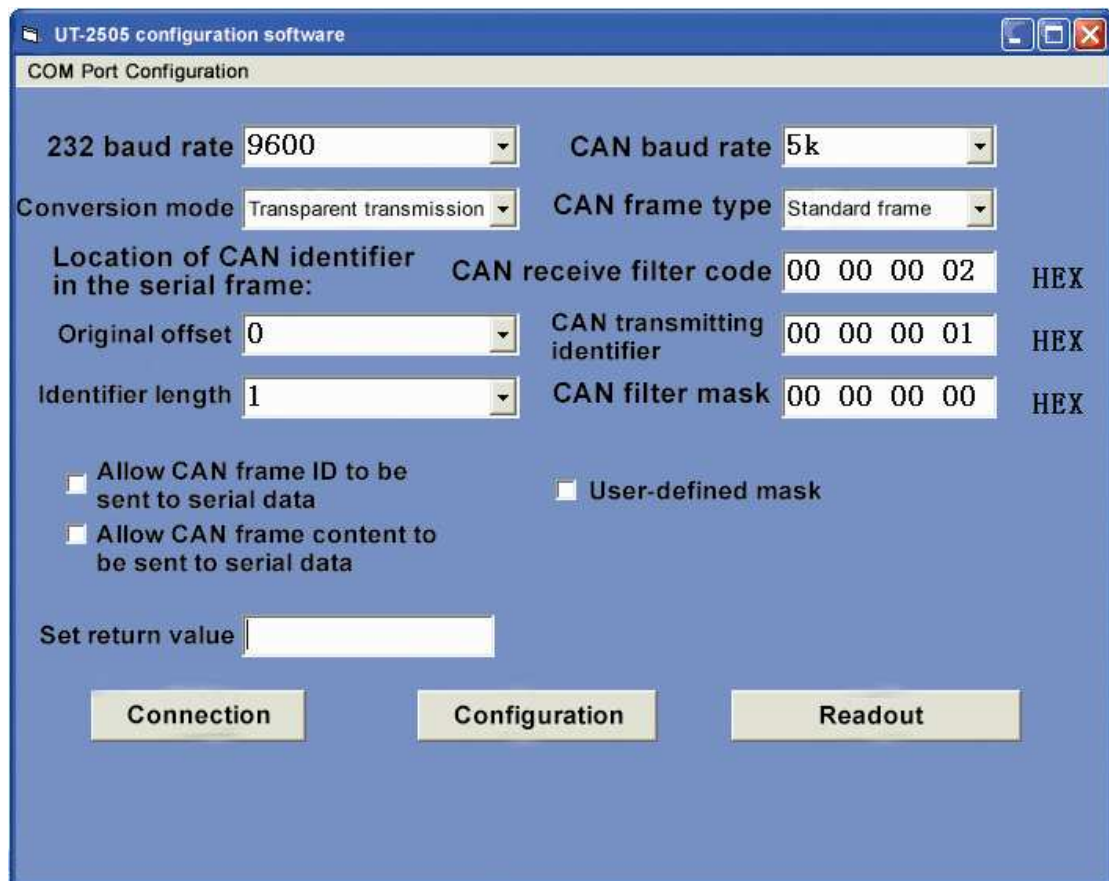 UT-2505 configuration software
COM Port Configuration
232 baud rate 9600 CAN baud rate 5k
Conversion mode Transparent transmission CAN frame type Standard frame
Location of CAN identifier
in the serial frame:
CAN receive filter code 00 00 00 02 HEX
Original offset 0
CAN transmitting
identifier 00 00 00 01 HEX
Identifier length 1 CAN filter mask 00 00 00 00 HEX
Allow CAN frame ID to be
sent to serial data
User-defined mask
Allow CAN frame content to
be sent to serial data
Set return value
Connection Configuration Readout